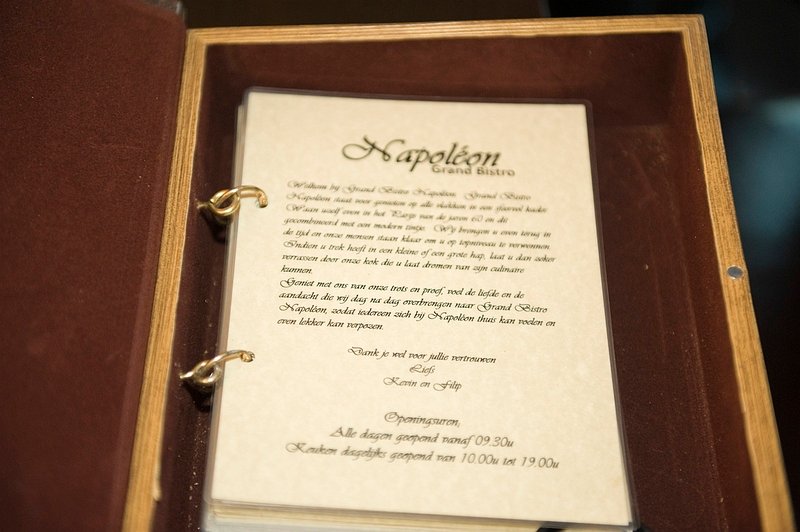 Napoléon
Grand Bistro
Welkom bij Grand Bistro Napoléon. Grand Bistro
Napoléon staat voor genieten op alle vlakken in een sfeervol kader.
Waan uzelf even in het Parijs van de jaren 60 en dit
gecombineerd met een modern tintje. Wij brengen u even terug in
de tijd en onze mensen staan klaar om u op topniveau te verwennen.
Indien u trek heeft in een kleine of een grote hap, laat u dan zeker
verrassen door onze kok die u laat dromen van zijn culinaire
kunnen.
Geniet met ons van onze trots en proef, voel de liefde en de
aandacht die wij dag na dag overbrengen naar Grand Bistro
Napoléon, zodat iedereen zich bij Napoléon thuis kan voelen en
even lekker kan verpozen.
Dank je wel voor jullie vertrouwen
Liefs
Kevin en Filip
Openingsuren;
Alle dagen geopend vanaf 09.30u
Keuken dagelijks geopend van 10.00u tot 19.00u